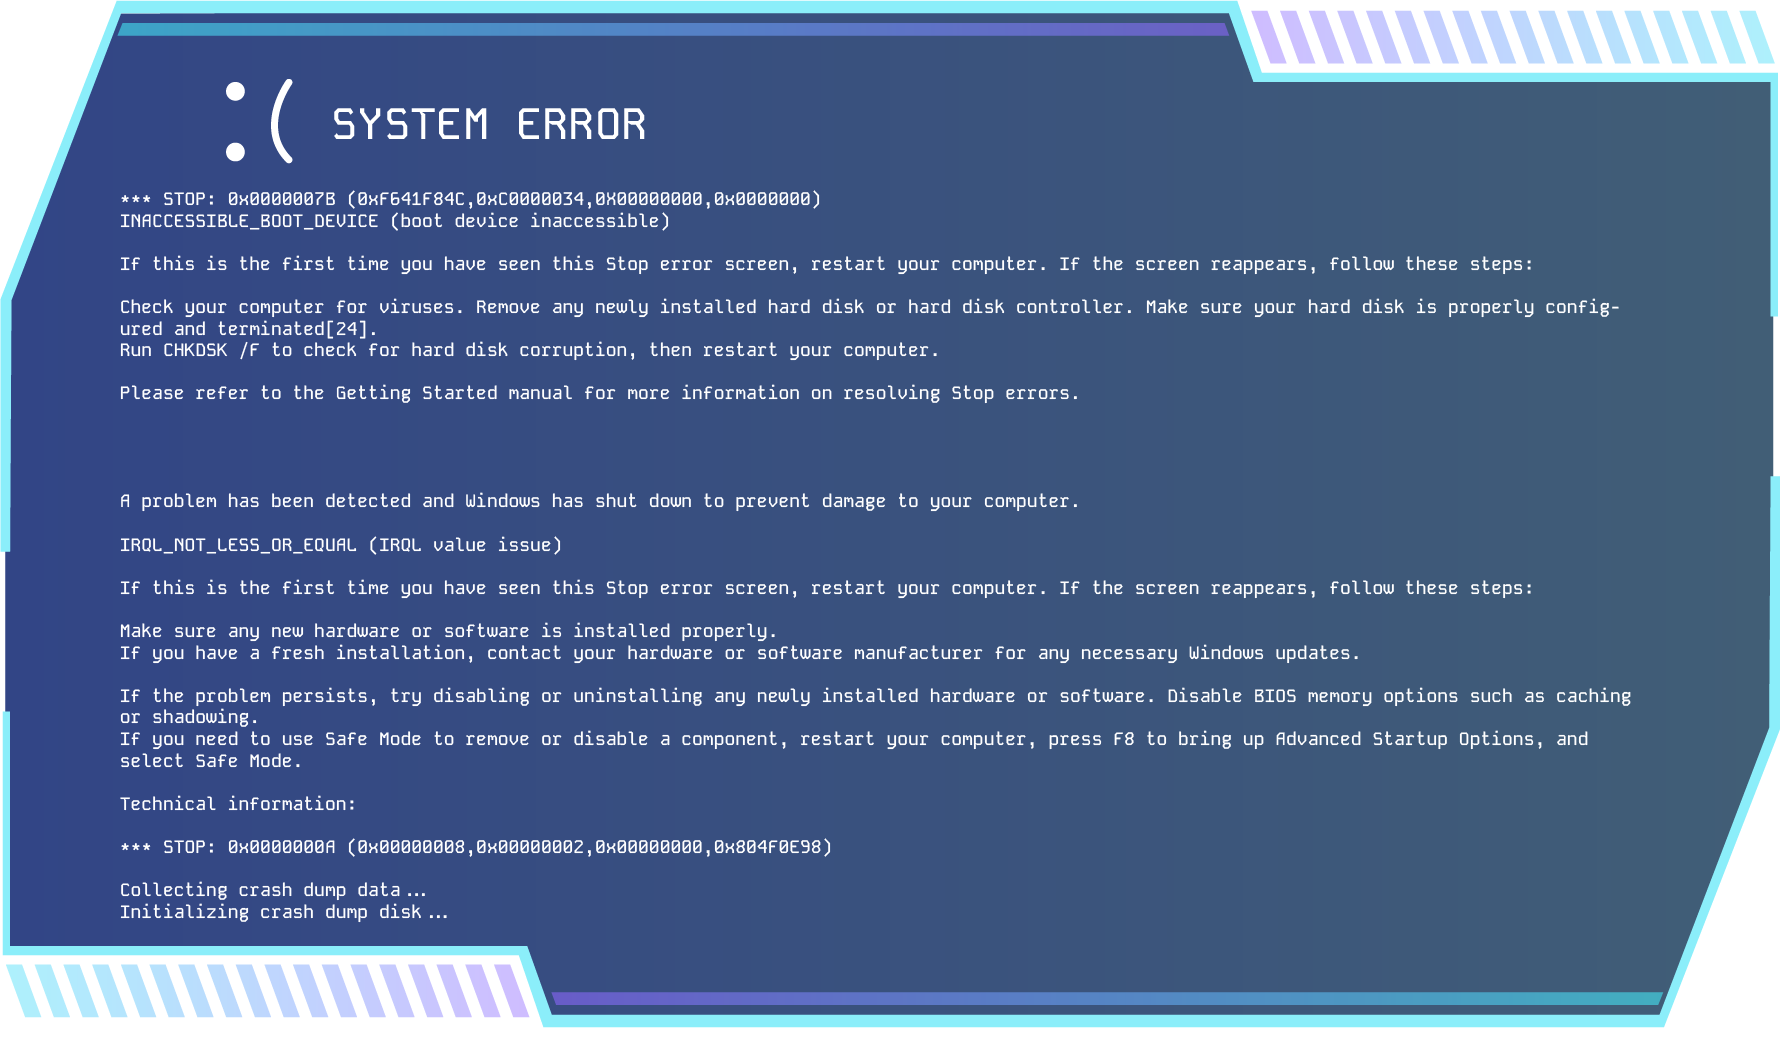 :( SYSTEM ERROR
*** STOP: 0x0000007B (0xF641F84C,0xC0000034,0X00000000,0x0000000)
INACCESSIBLE_BOOT_DEVICE (boot device inaccessible)
If this is the first time you have seen this Stop error screen, restart your computer. If the screen reappears, follow these steps:
Check your computer for viruses. Remove any newly installed hard disk or hard disk controller. Make sure your hard disk is properly config-
ured and terminated[24].
Run CHKDSK /F to check for hard disk corruption, then restart your computer.
Please refer to the Getting Started manual for more information on resolving Stop errors.
A problem has been detected and Windows has shut down to prevent damage to your computer.
IRQL_NOT_LESS_OR_EQUAL (IRQL value issue)
If this is the first time you have seen this Stop error screen, restart your computer. If the screen reappears, follow these steps:
Make sure any new hardware or software is installed properly.
If you have a fresh installation, contact your hardware or software manufacturer for any necessary Windows updates.
If the problem persists, try disabling or uninstalling any newly installed hardware or software. Disable BIOS memory options such as caching
or shadowing.
If you need to use Safe Mode to remove or disable a component, restart your computer, press F8 to bring up Advanced Startup Options, and
select Safe Mode.
Technical information:
*** STOP: 0x0000000A (0x00000008,0x00000002,0x00000000,0x804F0E98)
Collecting crash dump data...
Initializing crash dump disk...